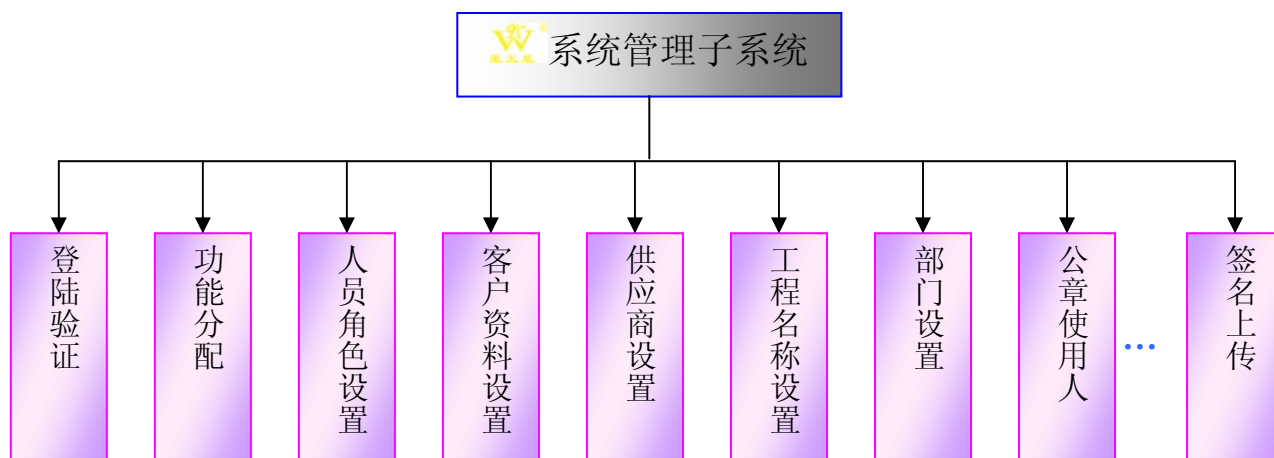 系统管理子系统
登陆验证
功能分配
人员角色设置
客户资料设置
供应商设置
工程名称设置
部门设置
公章使用人
…
签名上传